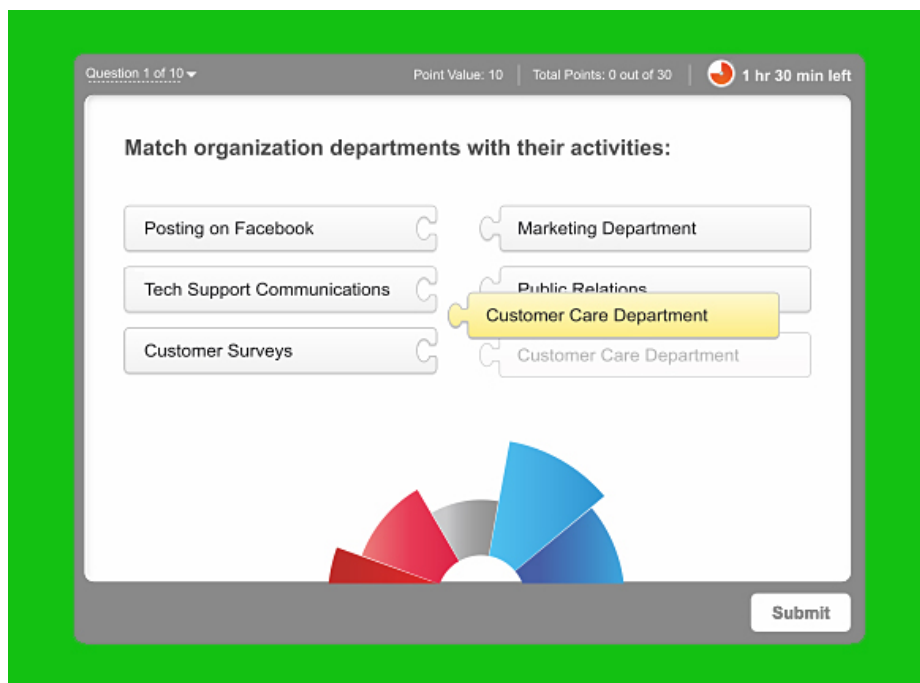 Question 1 of 10
Point Value: 10
Total Points: 0 out of 30
1 hr 30 min left
Match organization departments with their activities:
Posting on Facebook
Marketing Department
Tech Support Communications
Public Relations
Customer Care Department
Customer Surveys
Customer Care Department
Submit